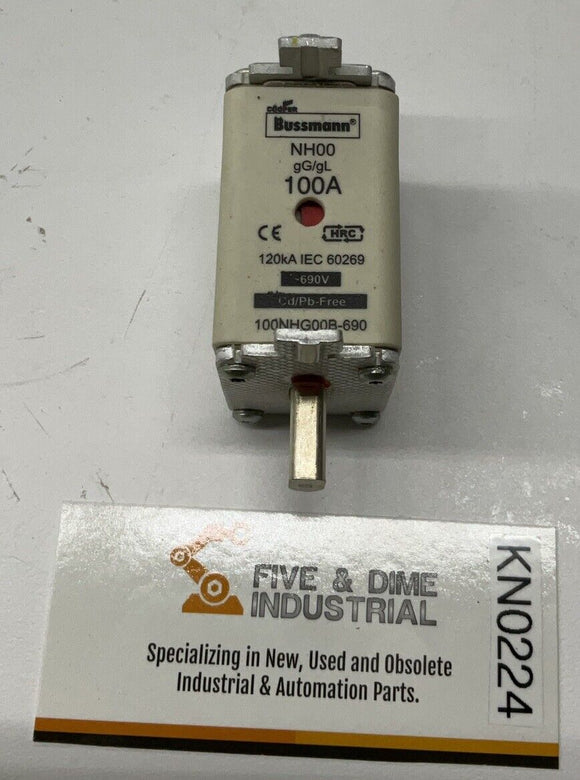 COOPER
Bussmann®
NH00
gG/gL
100A
CE HRC
120kA IEC 60269
~690V
Cd/Pb-Free
100NHG00B-690
FIVE & DIME
INDUSTRIAL
Specializing in New, Used and Obsolete
Industrial & Automation Parts.
KN0224